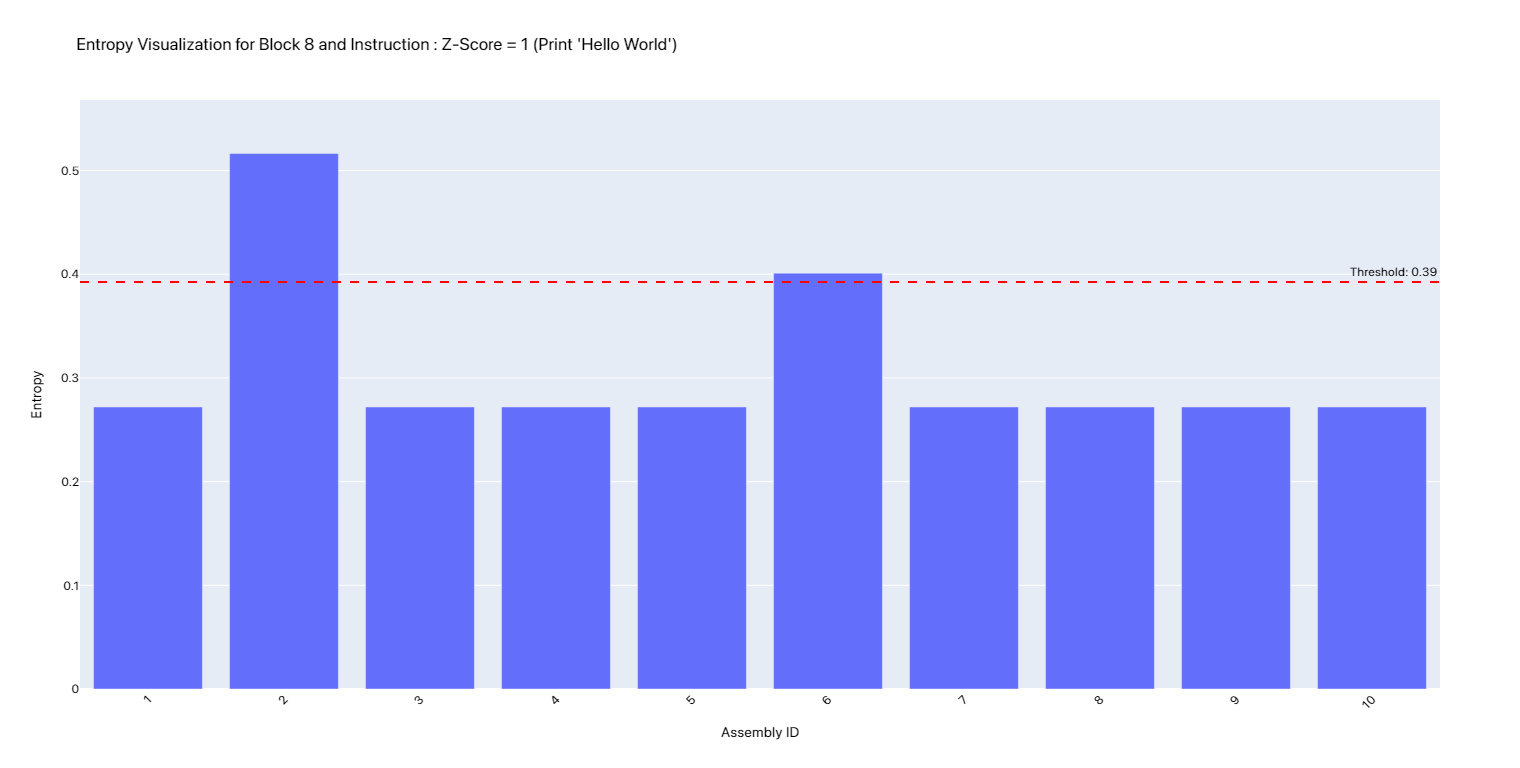 Entropy Visualization for Block 8 and Instruction : Z-Score = 1 (Print 'Hello World')
0.5
0.4
0.3
0.2
0.1
0
Entropy
Threshold: 0.39
1 2 3 4 5 6 7 8 9 10
Assembly ID